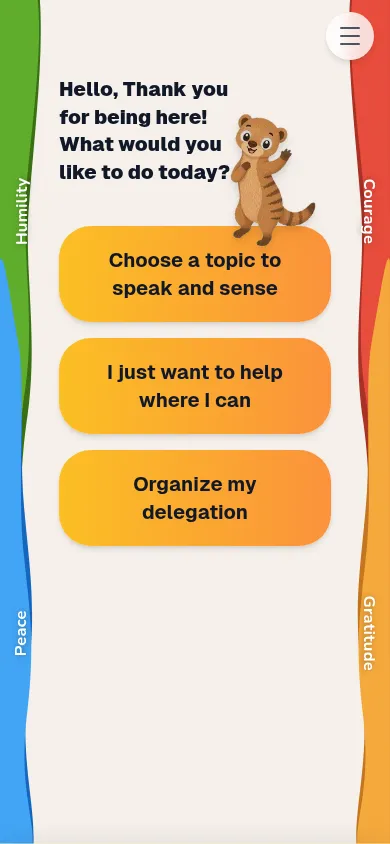 Hello, Thank you
for being here!
What would you
like to do today?
Humility
Courage
Choose a topic to
speak and sense
I just want to help
where I can
Organize my
delegation
Peace
Gratitude